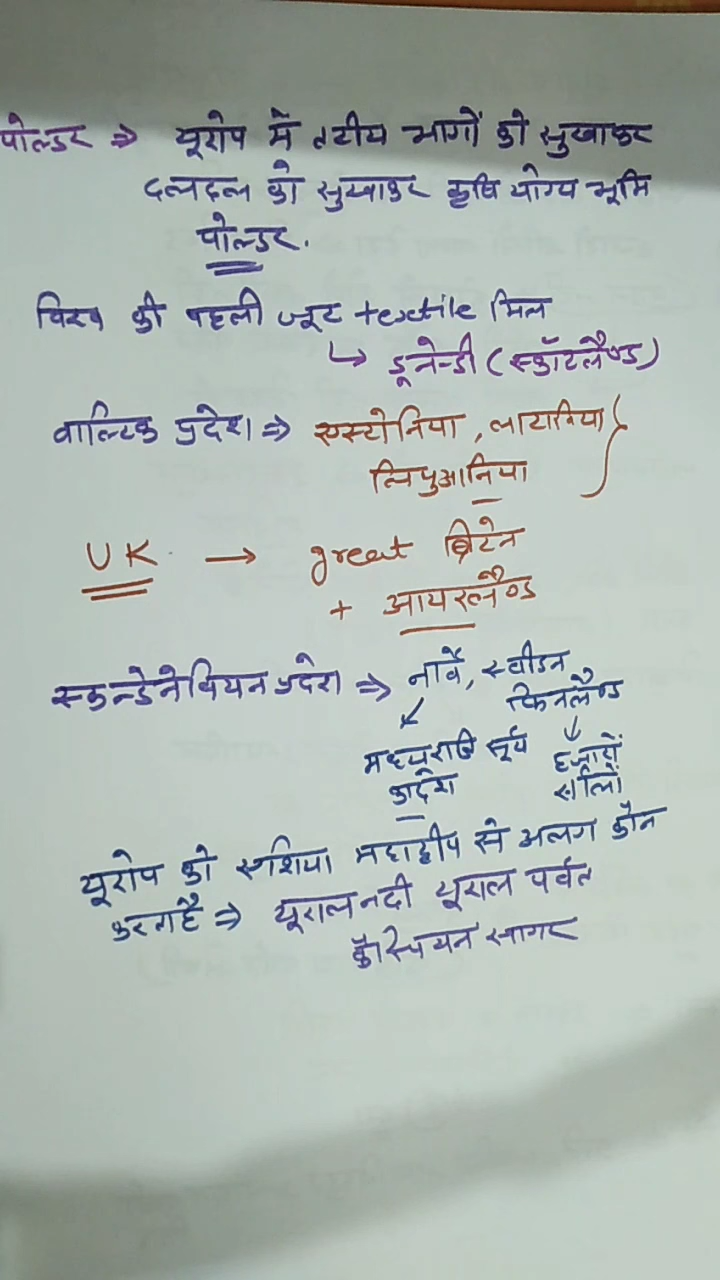 पोल्डर ⇒ यूरोप में तटीय भागों को सुखाकर
दलदल को सुखाकर कृषि योग्य भूमि
पोल्डर.
विश्व की पहली जूट textile मिल
↳ डूनेन्डी (स्कॉटलैण्ड)
वाल्टिक प्रदेश ⇒ एस्टोनिया, लाटाविया
लिथुआनिया
UK → great ब्रिटेन
+ आयरलैण्ड
स्कन्डेनेवियन प्रदेश ⇒ नार्वे, स्वीडन
फिनलैण्ड
मध्यरात्रि सूर्य
प्रदेश
हजारों
झीलों
यूरोप को एशिया महाद्वीप से अलग कौन
करता है ⇒ यूराल नदी यूराल पर्वत
कैस्पियन सागर